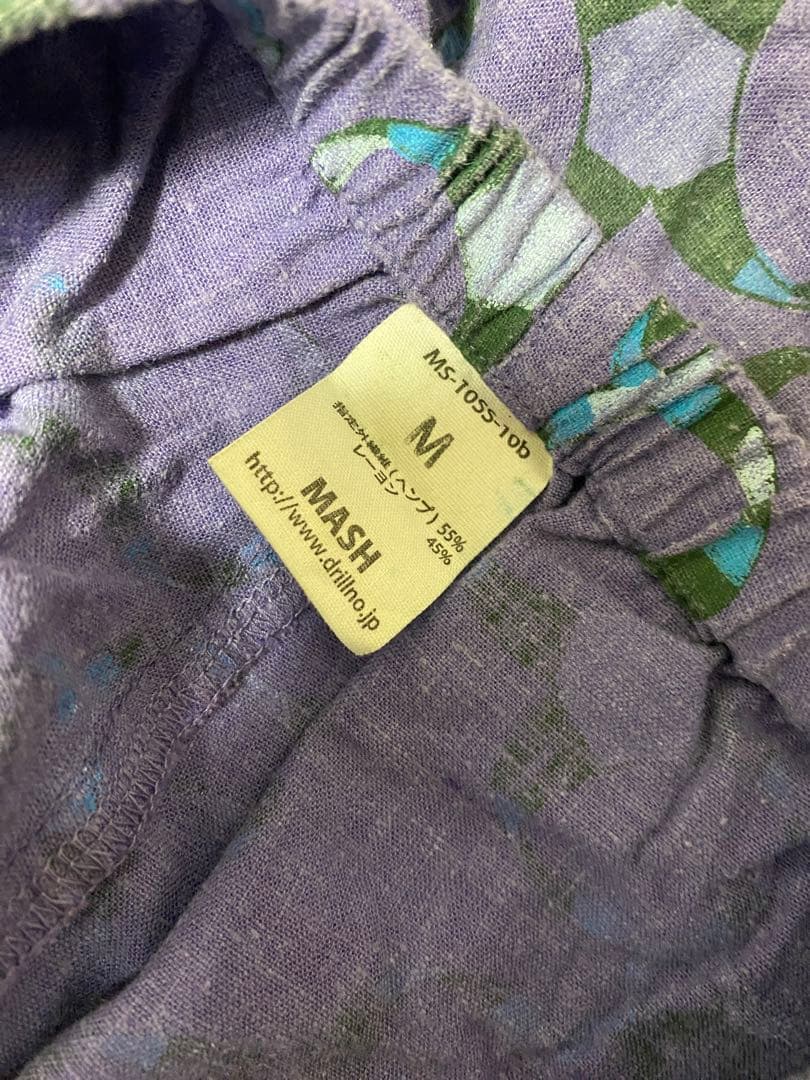 MS-10SS-10b
M
指定外繊維(ヘンプ) 55%
レーヨン 45%
MASH
http://www.drillno.jp